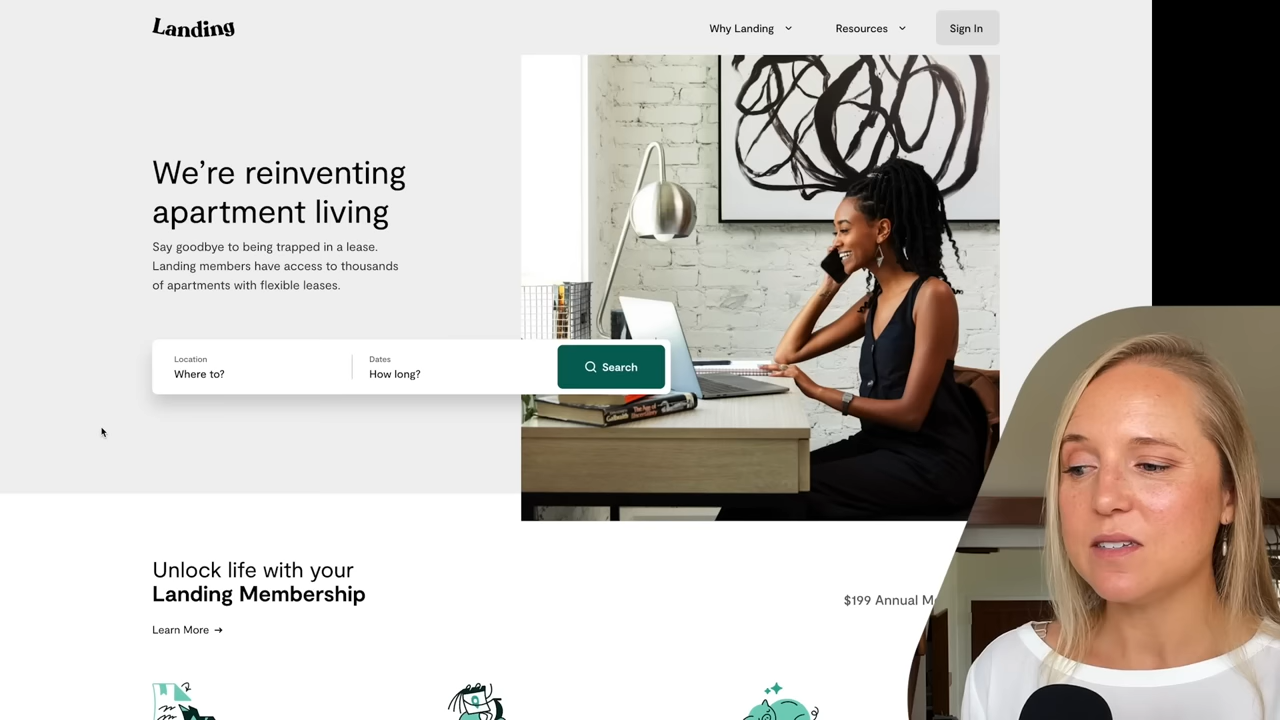 Landing
Why Landing
Resources
Sign In
We’re reinventing
apartment living
Say goodbye to being trapped in a lease.
Landing members have access to thousands
of apartments with flexible leases.
Location
Where to?
Dates
How long?
Search
Unlock life with your
Landing Membership
$199 Annual
Learn More →